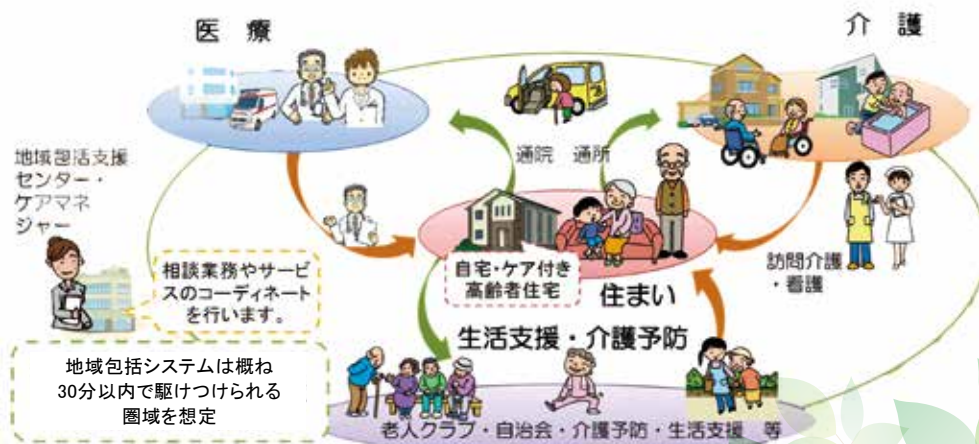 医 療
介 護
地域包活支援
センター・
ケアマネ
ジャー
通院 通所
相談業務やサービ
スのコーディネート
を行います。
自宅・ケア付き
高齢者住宅
住まい
訪問介護
・看護
生活支援・介護予防
地域包括システムは概ね
30分以内で駆けつけられる
圏域を想定
老人クラブ・自治会・介護予防・生活支援 等